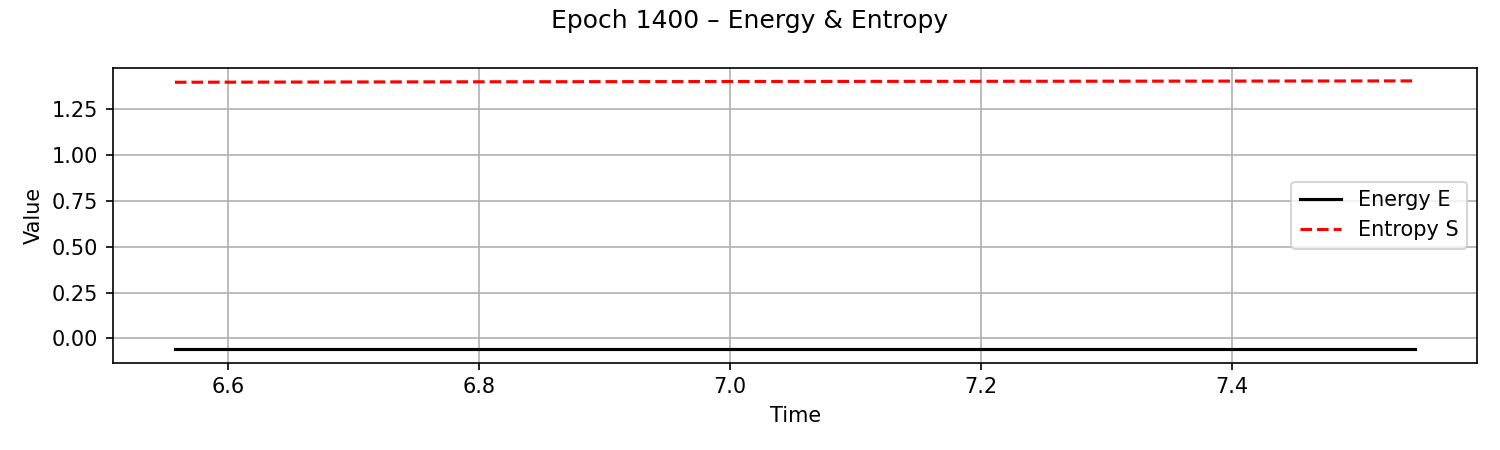 Epoch 1400 – Energy & Entropy
Value
1.25
1.00
0.75
0.50
0.25
0.00
Energy E
Entropy S
6.6 6.8 7.0 7.2 7.4
Time